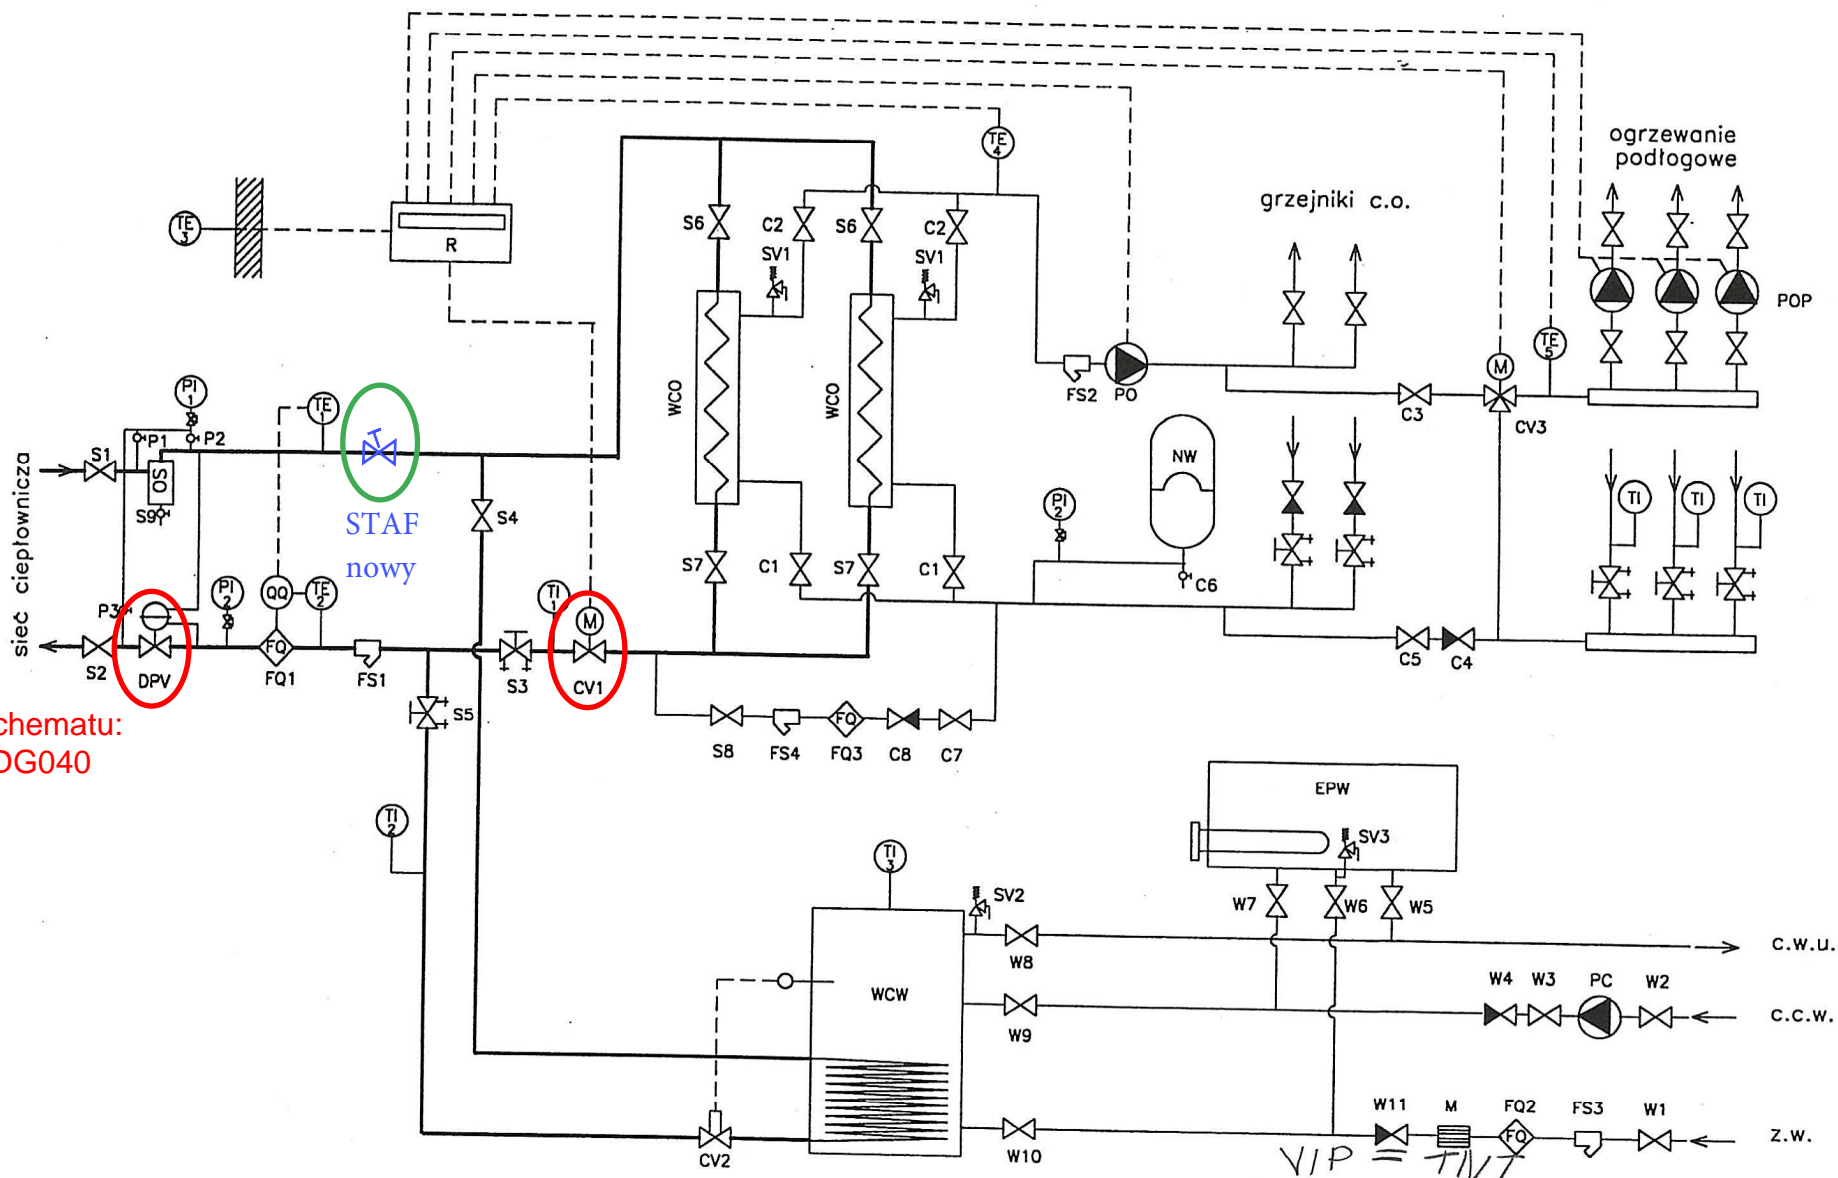 TE
4
ogrzewanie
podłogowe
grzejniki c.o.
TE
3
R
S6
C2
S6
C2
SV1
SV1
POP
WCO
WCO
M
TE
5
FS2
PO
C3
CV3
PI
1
TE
1
P1
P2
S1
OS
S9
sieć ciepłownicza
STAF
nowy
S4
NW
PI
2
TI
TI
TI
S7
C1
S7
C1
C6
P3
PI
2
QQ
TE
2
TI
1
M
S2
DPV
FQ
FQ1
FS1
S3
CV1
C5
C4
S5
chematu:
DG040
S8
FS4
FQ
FQ3
C8
C7
EPW
SV3
TI
2
TI
3
SV2
W7
W6
W5
W8
c.w.u.
WCW
W9
W4
W3
PC
W2
c.c.w.
W11
M
FQ2
FS3
W1
FQ
z.w.
CV2
W10
VIP